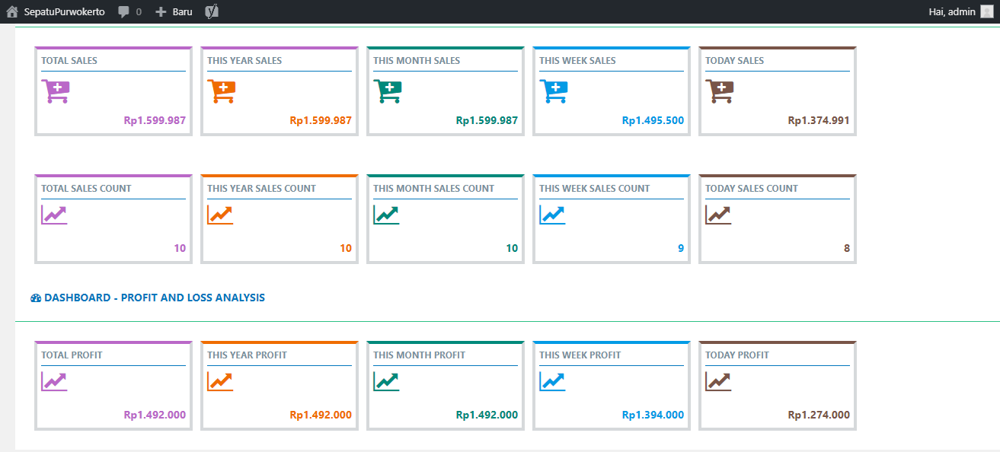 SepatuPurwokerto 0 Baru Hai, admin
TOTAL SALES THIS YEAR SALES THIS MONTH SALES THIS WEEK SALES TODAY SALES
Rp1.599.987 Rp1.599.987 Rp1.599.987 Rp1.495.500 Rp1.374.991
TOTAL SALES COUNT THIS YEAR SALES COUNT THIS MONTH SALES COUNT THIS WEEK SALES COUNT TODAY SALES COUNT
10 10 10 9 8
DASHBOARD - PROFIT AND LOSS ANALYSIS
TOTAL PROFIT THIS YEAR PROFIT THIS MONTH PROFIT THIS WEEK PROFIT TODAY PROFIT
Rp1.492.000 Rp1.492.000 Rp1.492.000 Rp1.394.000 Rp1.274.000